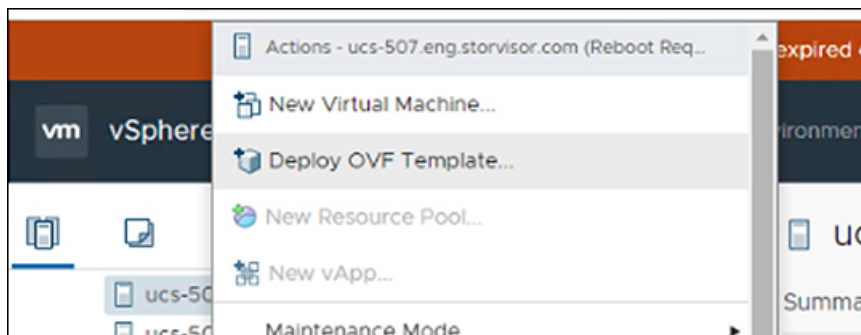 Actions - ucs-507.eng.storvisor.com (Reboot Req...
expired
New Virtual Machine...
vm vSphere
Deploy OVF Template...
New Resource Pool...
New vApp...
ucs-50
Summa
Maintenance Mode